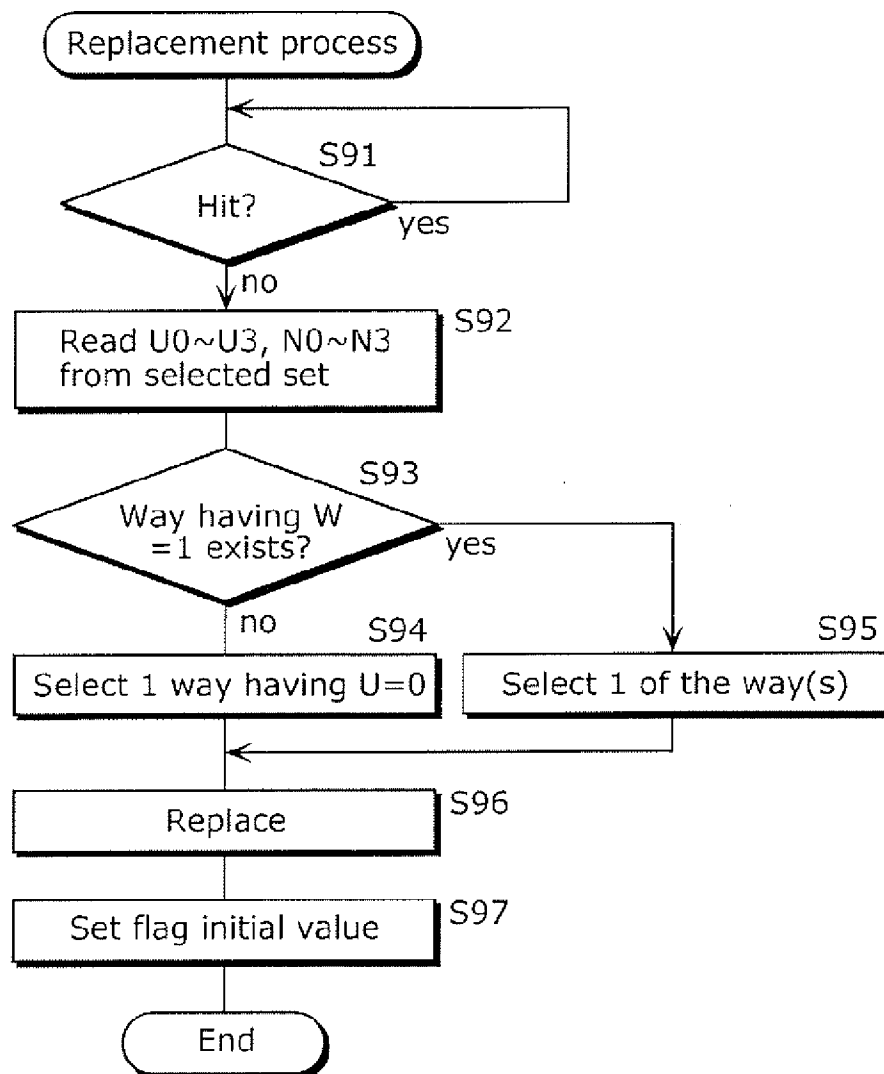 Replacement process
S91
Hit?
yes
no
S92
Read U0~U3, N0~N3
from selected set
S93
Way having W
=1 exists?
yes
no
S94
S95
Select 1 way having U=0
Select 1 of the way(s)
S96
Replace
S97
Set flag initial value
End